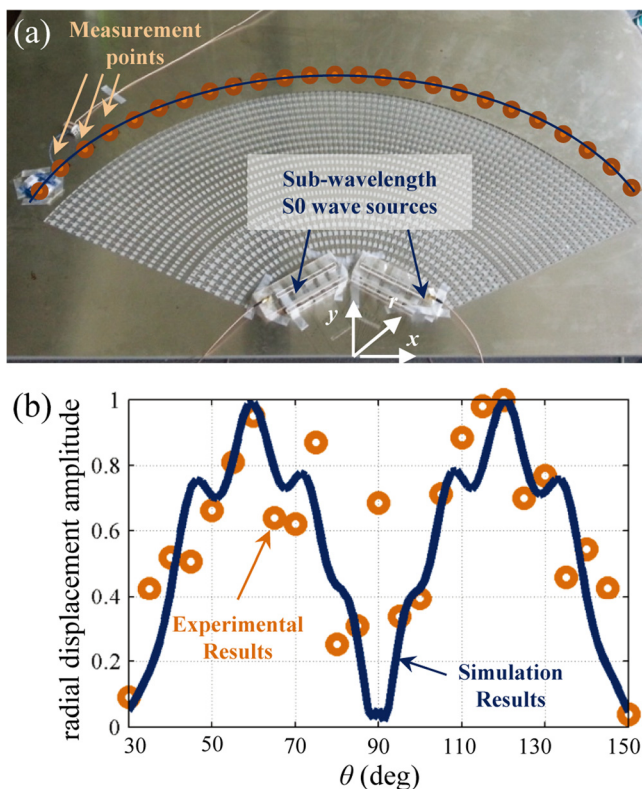 (a)
Measurement
points
Sub-wavelength
S0 wave sources
y
r
x
(b)
radial displacement amplitude
1
0.8
0.6
0.4
0.2
0
Experimental
Results
Simulation
Results
30
50
70
90
110
130
150
θ (deg)